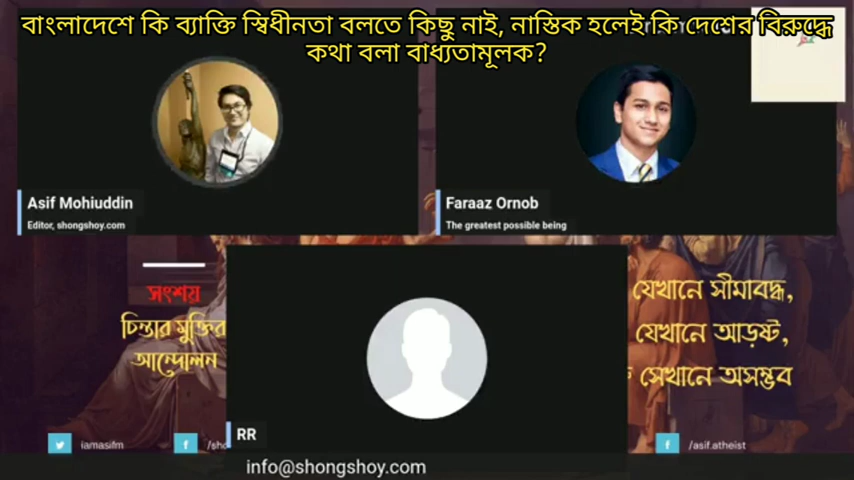 বাংলাদেশে কি ব্যাক্তি স্বিধীনতা বলতে কিছু নাই, নাস্তিক হলেই কি দেশের বিরুদ্ধে
কথা বলা বাধ্যতামূলক?
Asif Mohiuddin
Editor, shongshoy.com
Faraaz Ornob
The greatest possible being
সংশয়
চিন্তার মুক্তির
আন্দোলন
যেখানে সীমাবদ্ধ,
যেখানে আড়ষ্ট,
সেখানে অসম্ভব
RR
iamasifm
/sho
/asif.atheist
info@shongshoy.com